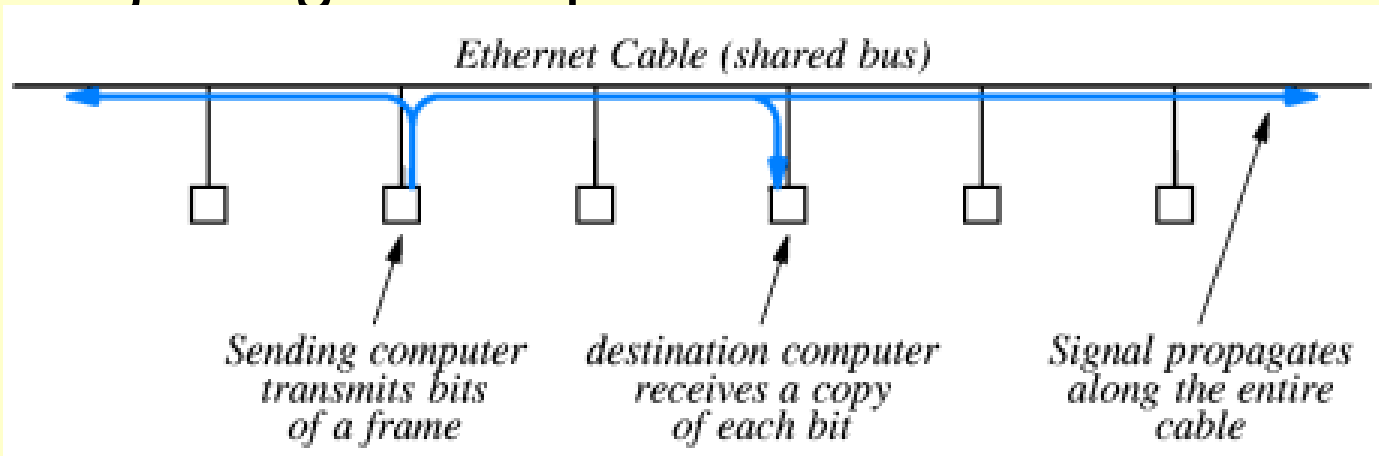 Ethernet Cable (shared bus)
Sending computer
transmits bits
of a frame
destination computer
receives a copy
of each bit
Signal propagates
along the entire
cable